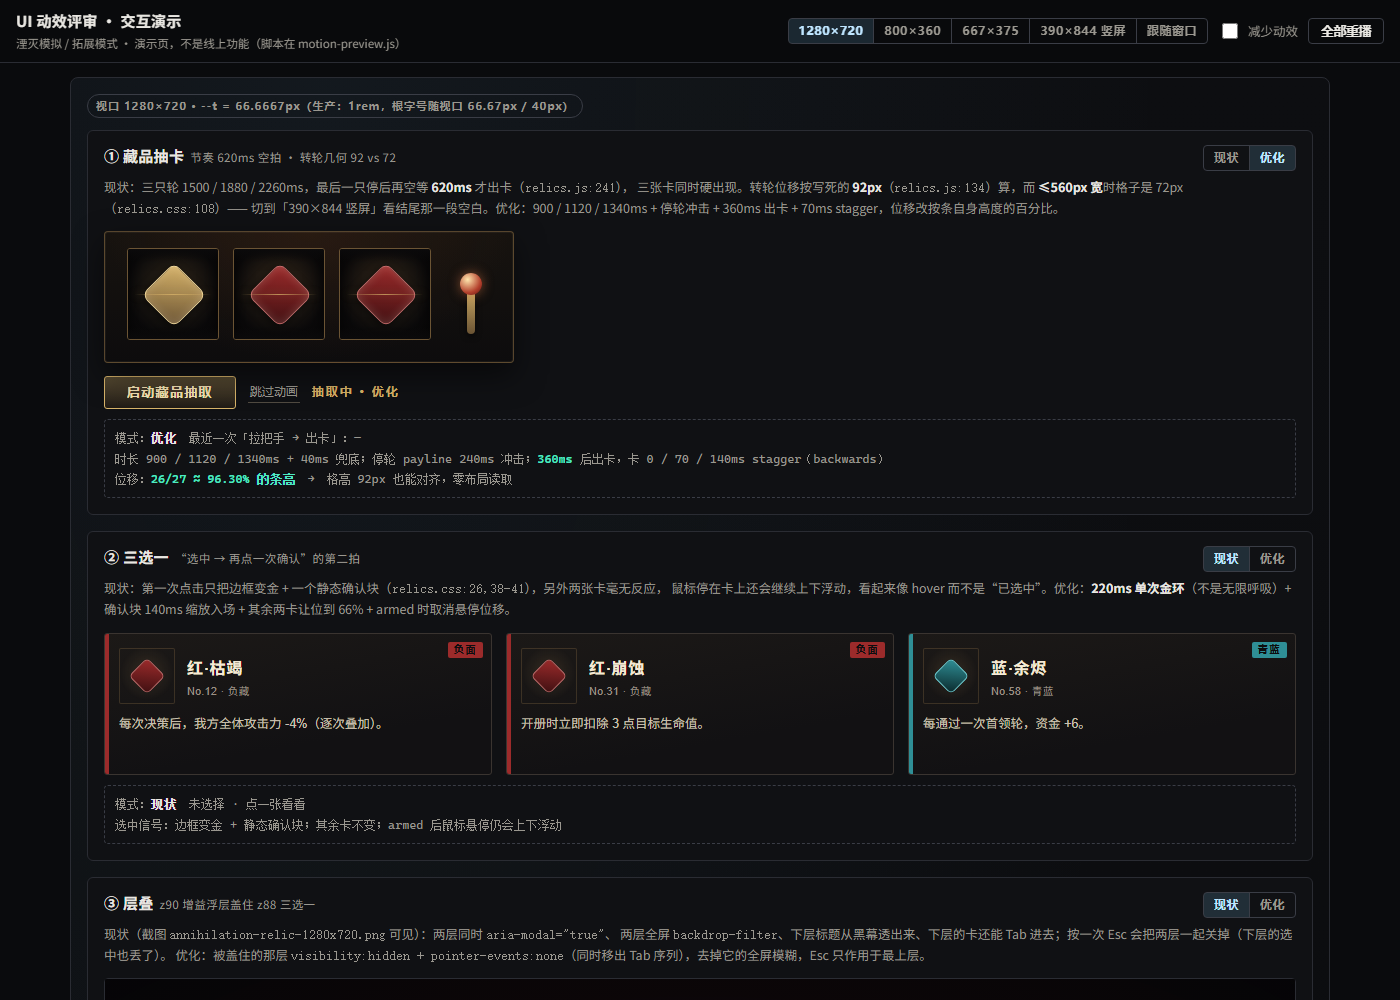 UI 动效评审 • 交互演示
湮灭模拟 / 拓展模式 • 演示页，不是线上功能（脚本在 motion-preview.js）
1280×720 800×360 667×375 390×844 竖屏 跟随窗口 减少动效 全部重播
视口 1280×720 • --t = 66.6667px（生产：1rem，根字号随视口 66.67px / 40px）
① 藏品抽卡 节奏 620ms 空拍 • 转轮几何 92 vs 72
现状 优化
现状：三只轮 1500 / 1880 / 2260ms，最后一只停后再空等 620ms 才出卡（relics.js:241），三张卡同时硬出现。转轮位移按写死的 92px（relics.js:134）算，而 ≤560px 宽时格子是 72px
（relics.css:108）—— 切到「390×844 竖屏」看结尾那一段空白。优化：900 / 1120 / 1340ms + 停轮冲击 + 360ms 出卡 + 70ms stagger，位移改按条自身高度的百分比。
启动藏品抽取 跳过动画 抽取中 • 优化
模式：优化 最近一次「拉把手 → 出卡」：—
时长 900 / 1120 / 1340ms + 40ms 兜底；停轮 payline 240ms 冲击；360ms 后出卡，卡 0 / 70 / 140ms stagger（backwards）
位移：26/27 ≈ 96.30% 的条高 → 格高 92px 也能对齐，零布局读取
② 三选一 “选中 → 再点一次确认”的第二拍
现状 优化
现状：第一次点击只把边框变金 + 一个静态确认块（relics.css:26,38-41），另外两张卡毫无反应， 鼠标停在卡上还会继续上下浮动，看起来像 hover 而不是“已选中”。优化：220ms 单次金环（不是无限呼吸）+
确认块 140ms 缩放入场 + 其余两卡让位到 66% + armed 时取消悬停位移。
负面
红·枯竭
No.12 · 负藏
每次决策后，我方全体攻击力 -4%（逐次叠加）。
负面
红·崩蚀
No.31 · 负藏
开册时立即扣除 3 点目标生命值。
青蓝
蓝·余烬
No.58 · 青蓝
每通过一次首领轮，资金 +6。
模式：现状 未选择 · 点一张看看
选中信号：边框变金 + 静态确认块；其余卡不变；armed 后鼠标悬停仍会上下浮动
③ 层叠 z90 增益浮层盖住 z88 三选一
现状 优化
现状（截图 annihilation-relic-1280x720.png 可见）：两层同时 aria-modal="true"、 两层全屏 backdrop-filter、下层标题从黑幕透出来、下层的卡还能 Tab 进去；按一次 Esc 会把两层一起关掉（下层的选
中也丢了）。 优化：被盖住的那层 visibility:hidden + pointer-events:none（同时移出 Tab 序列），去掉它的全屏模糊，Esc 只作用于最上层。